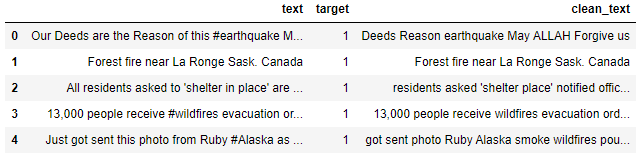 text target clean_text
0 Our Deeds are the Reason of this #earthquake M... 1 Deeds Reason earthquake May ALLAH Forgive us
1 Forest fire near La Ronge Sask. Canada 1 Forest fire near La Ronge Sask. Canada
2 All residents asked to 'shelter in place' are ... 1 residents asked 'shelter place' notified offic...
3 13,000 people receive #wildfires evacuation or... 1 13,000 people receive wildfires evacuation ord...
4 Just got sent this photo from Ruby #Alaska as ... 1 got sent photo Ruby Alaska smoke wildfires pou...